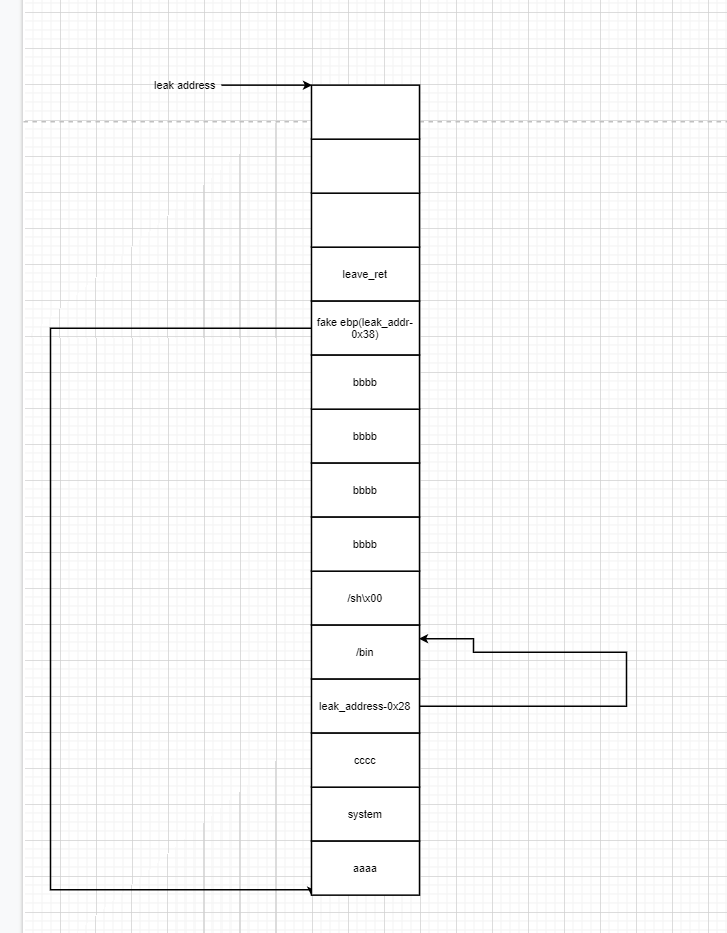 leak address
leave_ret
fake ebp(leak_addr-
0x38)
bbbb
bbbb
bbbb
bbbb
/sh\x00
/bin
leak_address-0x28
cccc
system
aaaa